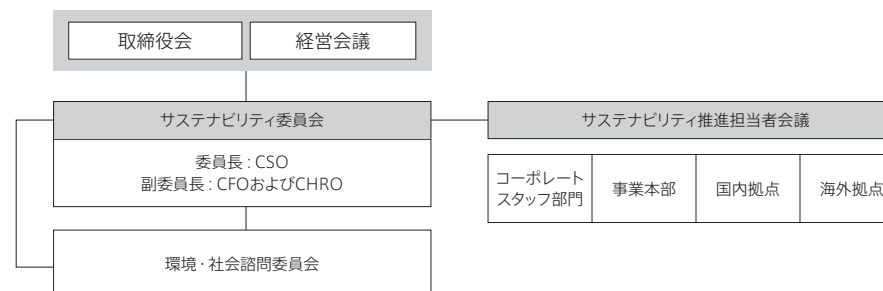 取締役会
経営会議
サステナビリティ委員会
委員長 : CSO
副委員長 : CFOおよびCHRO
環境・社会諮問委員会
サステナビリティ推進担当者会議
コーポレート
スタッフ部門
事業本部
国内拠点
海外拠点